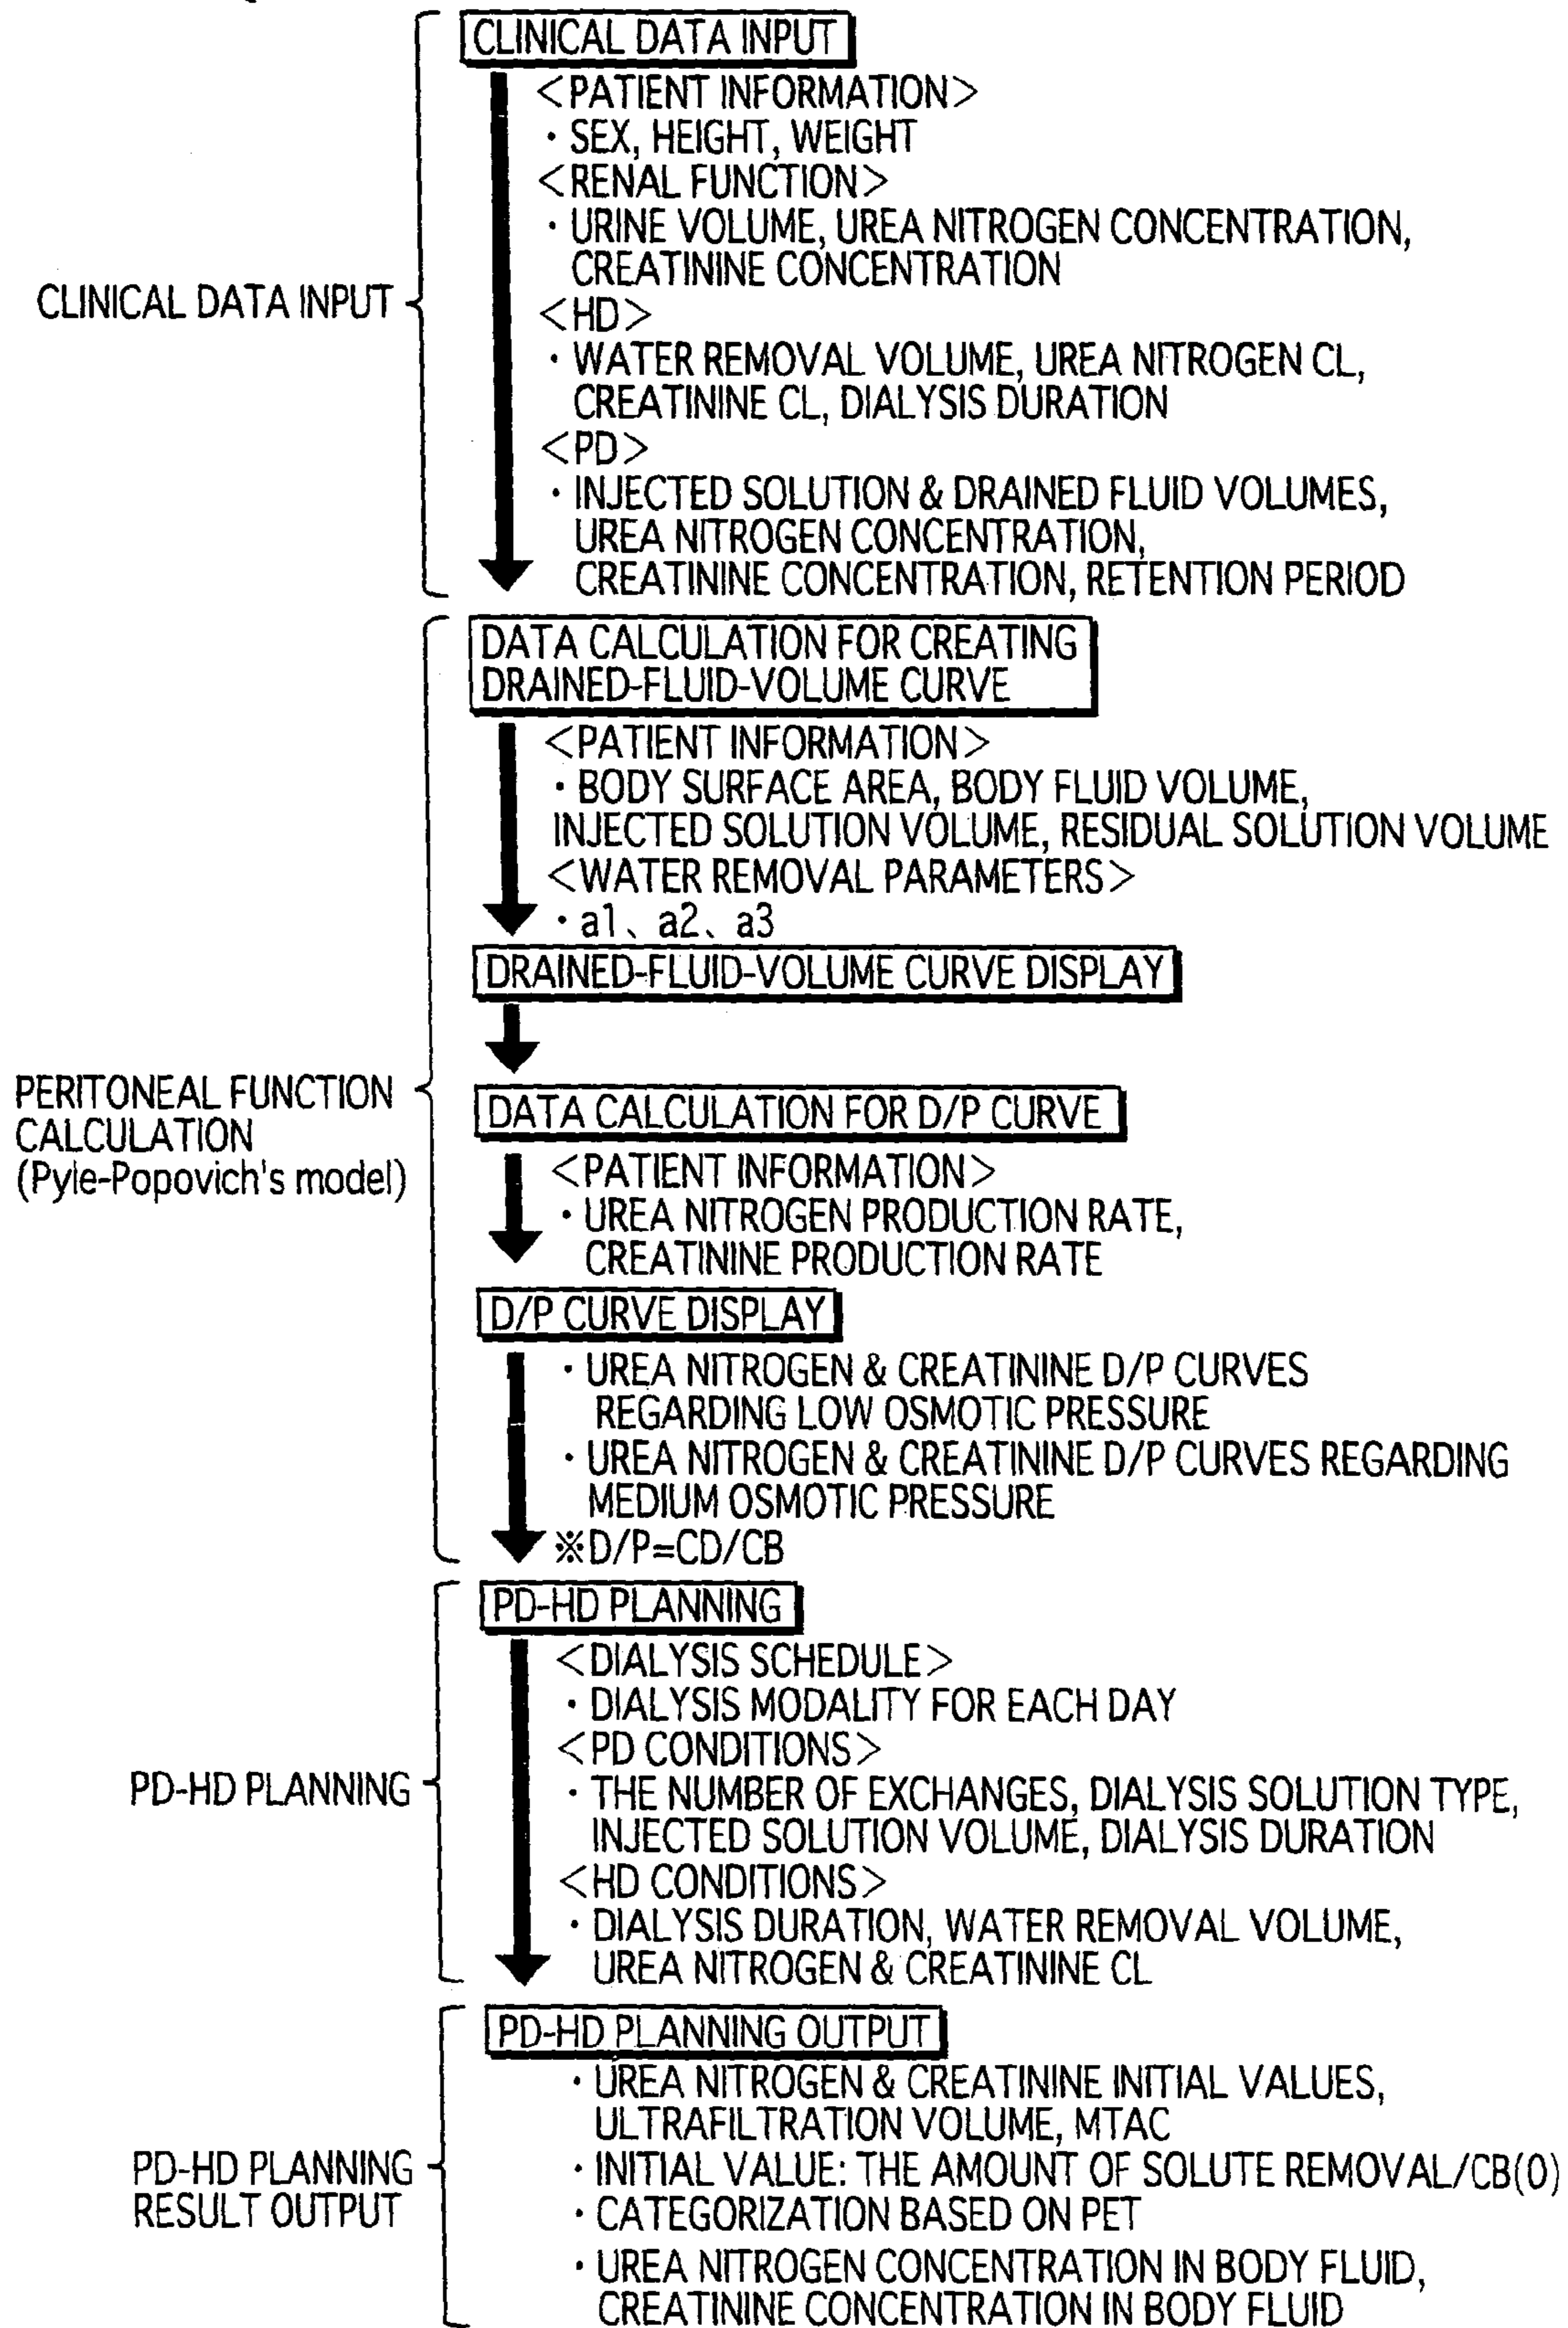 CLINICAL DATA INPUT
CLINICAL DATA INPUT
<PATIENT INFORMATION>
・SEX, HEIGHT, WEIGHT
<RENAL FUNCTION>
・URINE VOLUME, UREA NITROGEN CONCENTRATION,
CREATININE CONCENTRATION
<HD>
・WATER REMOVAL VOLUME, UREA NITROGEN CL,
CREATININE CL, DIALYSIS DURATION
<PD>
・INJECTED SOLUTION & DRAINED FLUID VOLUMES,
UREA NITROGEN CONCENTRATION,
CREATININE CONCENTRATION, RETENTION PERIOD
PERITONEAL FUNCTION
CALCULATION
(Pyle-Popovich's model)
DATA CALCULATION FOR CREATING
DRAINED-FLUID-VOLUME CURVE
<PATIENT INFORMATION>
・BODY SURFACE AREA, BODY FLUID VOLUME,
INJECTED SOLUTION VOLUME, RESIDUAL SOLUTION VOLUME
<WATER REMOVAL PARAMETERS>
・a1、a2、a3
DRAINED-FLUID-VOLUME CURVE DISPLAY
DATA CALCULATION FOR D/P CURVE
<PATIENT INFORMATION>
・UREA NITROGEN PRODUCTION RATE,
CREATININE PRODUCTION RATE
D/P CURVE DISPLAY
・UREA NITROGEN & CREATININE D/P CURVES
REGARDING LOW OSMOTIC PRESSURE
・UREA NITROGEN & CREATININE D/P CURVES REGARDING
MEDIUM OSMOTIC PRESSURE
※D/P=CD/CB
PD-HD PLANNING
PD-HD PLANNING
<DIALYSIS SCHEDULE>
・DIALYSIS MODALITY FOR EACH DAY
<PD CONDITIONS>
・THE NUMBER OF EXCHANGES, DIALYSIS SOLUTION TYPE,
INJECTED SOLUTION VOLUME, DIALYSIS DURATION
<HD CONDITIONS>
・DIALYSIS DURATION, WATER REMOVAL VOLUME,
UREA NITROGEN & CREATININE CL
PD-HD PLANNING
RESULT OUTPUT
PD-HD PLANNING OUTPUT
・UREA NITROGEN & CREATININE INITIAL VALUES,
ULTRAFILTRATION VOLUME, MTAC
・INITIAL VALUE: THE AMOUNT OF SOLUTE REMOVAL/CB(0)
・CATEGORIZATION BASED ON PET
・UREA NITROGEN CONCENTRATION IN BODY FLUID,
CREATININE CONCENTRATION IN BODY FLUID